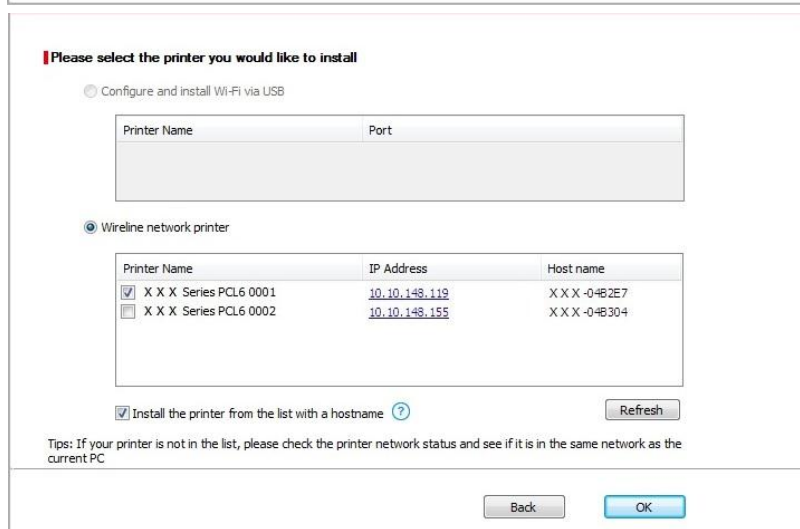 Please select the printer you would like to install
Configure and install Wi-Fi via USB
Printer Name Port
Wireline network printer
Printer Name IP Address Host name
X X X Series PCL6 0001 10.10.148.119 X X X -04B2E7
X X X Series PCL6 0002 10.10.148.155 X X X -04B304
Install the printer from the list with a hostname ? Refresh
Tips: If your printer is not in the list, please check the printer network status and see if it is in the same network as the
current PC
Back OK